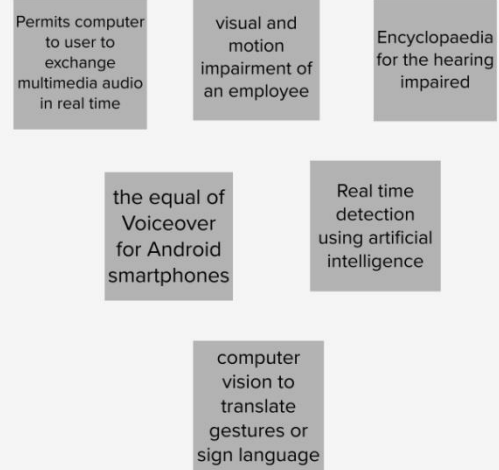 Permits computer
to user to
exchange
multimedia audio
in real time
visual and
motion
impairment of
an employee
Encyclopaedia
for the hearing
impaired
the equal of
Voiceover
for Android
smartphones
Real time
detection
using artificial
intelligence
computer
vision to
translate
gestures or
sign language